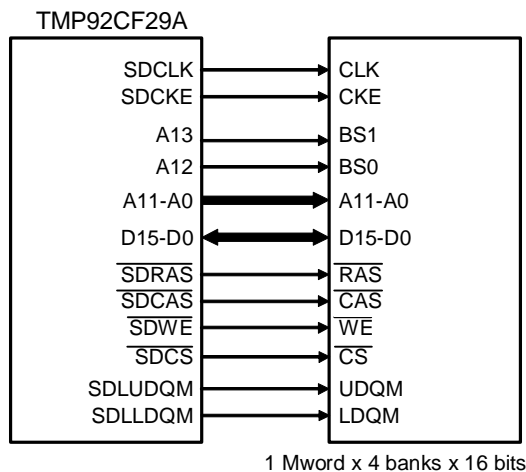 TMP92CF29A
SDCLK CLK
SDCKE CKE
A13 BS1
A12 BS0
A11-A0 A11-A0
D15-D0 D15-D0
SDRAS RAS
SDCAS CAS
SDWE WE
SDCS CS
SDLUDQM UDQM
SDLLDQM LDQM
1 Mword x 4 banks x 16 bits